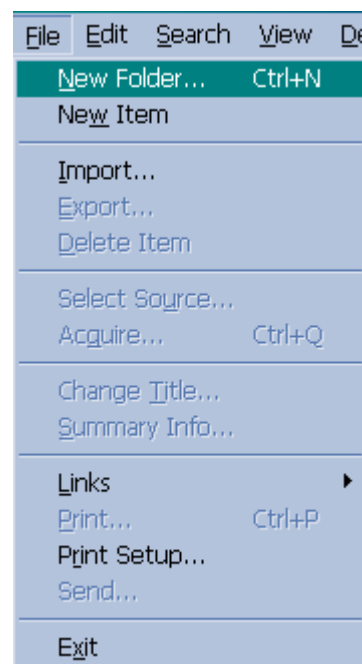 File Edit Search View De
New Folder... Ctrl+N
New Item
Import...
Export...
Delete Item
Select Source...
Acquire... Ctrl+Q
Change Title...
Summary Info...
Links
Print... Ctrl+P
Print Setup...
Send...
Exit